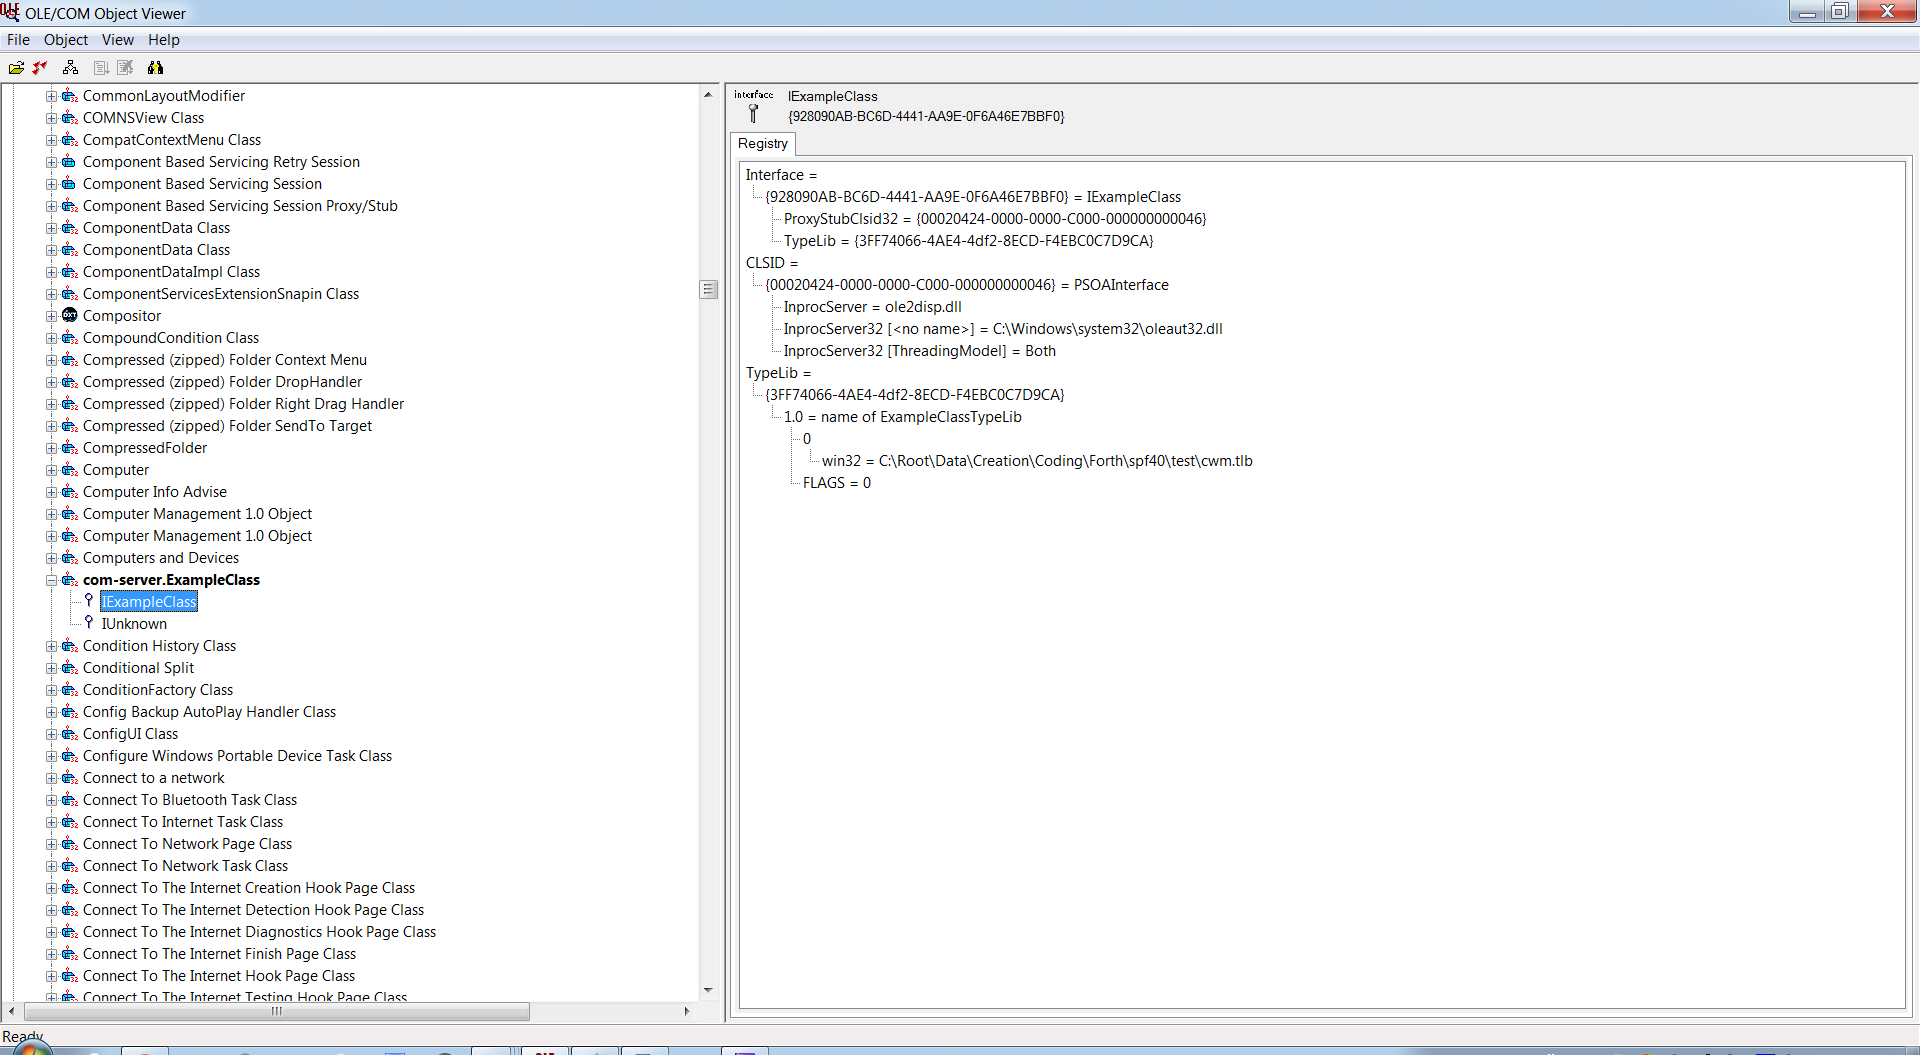 OLE/COM Object Viewer
File Object View Help
CommonLayoutModifier
COMNSView Class
CompatContextMenu Class
Component Based Servicing Retry Session
Component Based Servicing Session
Component Based Servicing Session Proxy/Stub
ComponentData Class
ComponentData Class
ComponentDataImpl Class
ComponentServicesExtensionSnapin Class
Compositor
CompoundCondition Class
Compressed (zipped) Folder Context Menu
Compressed (zipped) Folder DropHandler
Compressed (zipped) Folder Right Drag Handler
Compressed (zipped) Folder SendTo Target
CompressedFolder
Computer
Computer Info Advise
Computer Management 1.0 Object
Computer Management 1.0 Object
Computers and Devices
com-server.ExampleClass
IExampleClass
IUnknown
Condition History Class
Conditional Split
ConditionFactory Class
Config Backup AutoPlay Handler Class
ConfigUI Class
Configure Windows Portable Device Task Class
Connect to a network
Connect To Bluetooth Task Class
Connect To Internet Task Class
Connect To Network Page Class
Connect To Network Task Class
Connect To The Internet Creation Hook Page Class
Connect To The Internet Detection Hook Page Class
Connect To The Internet Diagnostics Hook Page Class
Connect To The Internet Finish Page Class
Connect To The Internet Hook Page Class
Connect To The Internet Testing Hook Page Class
interface IExampleClass
{928090AB-BC6D-4441-AA9E-0F6A46E7BBF0}
Registry
Interface =
{928090AB-BC6D-4441-AA9E-0F6A46E7BBF0} = IExampleClass
ProxyStubClsid32 = {00020424-0000-0000-C000-000000000046}
TypeLib = {3FF74066-4AE4-4df2-8ECD-F4EBC0C7D9CA}
CLSID =
{00020424-0000-0000-C000-000000000046} = PSOAInterface
InprocServer = ole2disp.dll
InprocServer32 [<no name>] = C:\Windows\system32\oleaut32.dll
InprocServer32 [ThreadingModel] = Both
TypeLib =
{3FF74066-4AE4-4df2-8ECD-F4EBC0C7D9CA}
1.0 = name of ExampleClassTypeLib
0
win32 = C:\Root\Data\Creation\Coding\Forth\spf40\test\cwm.tlb
FLAGS = 0
Ready